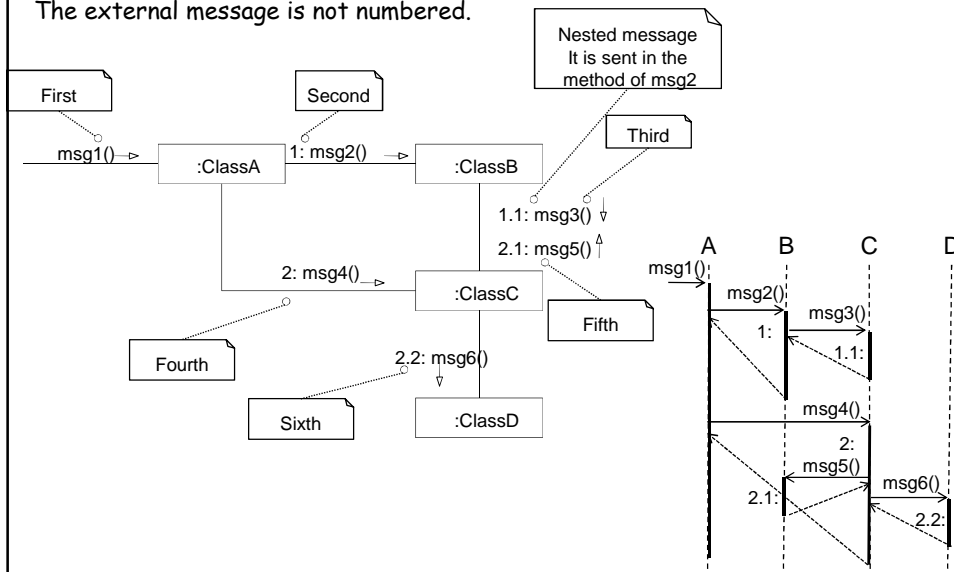 The external message is not numbered.
Nested message
It is sent in the
method of msg2
First
Second
Third
msg1()
:ClassA
1: msg2()
:ClassB
1.1: msg3()
2.1: msg5()
2: msg4()
:ClassC
Fifth
Fourth
2.2: msg6()
Sixth
:ClassD
A B C D
msg1()
msg2()
msg3()
1:
1.1:
msg4()
2:
msg5()
msg6()
2.1:
2.2: